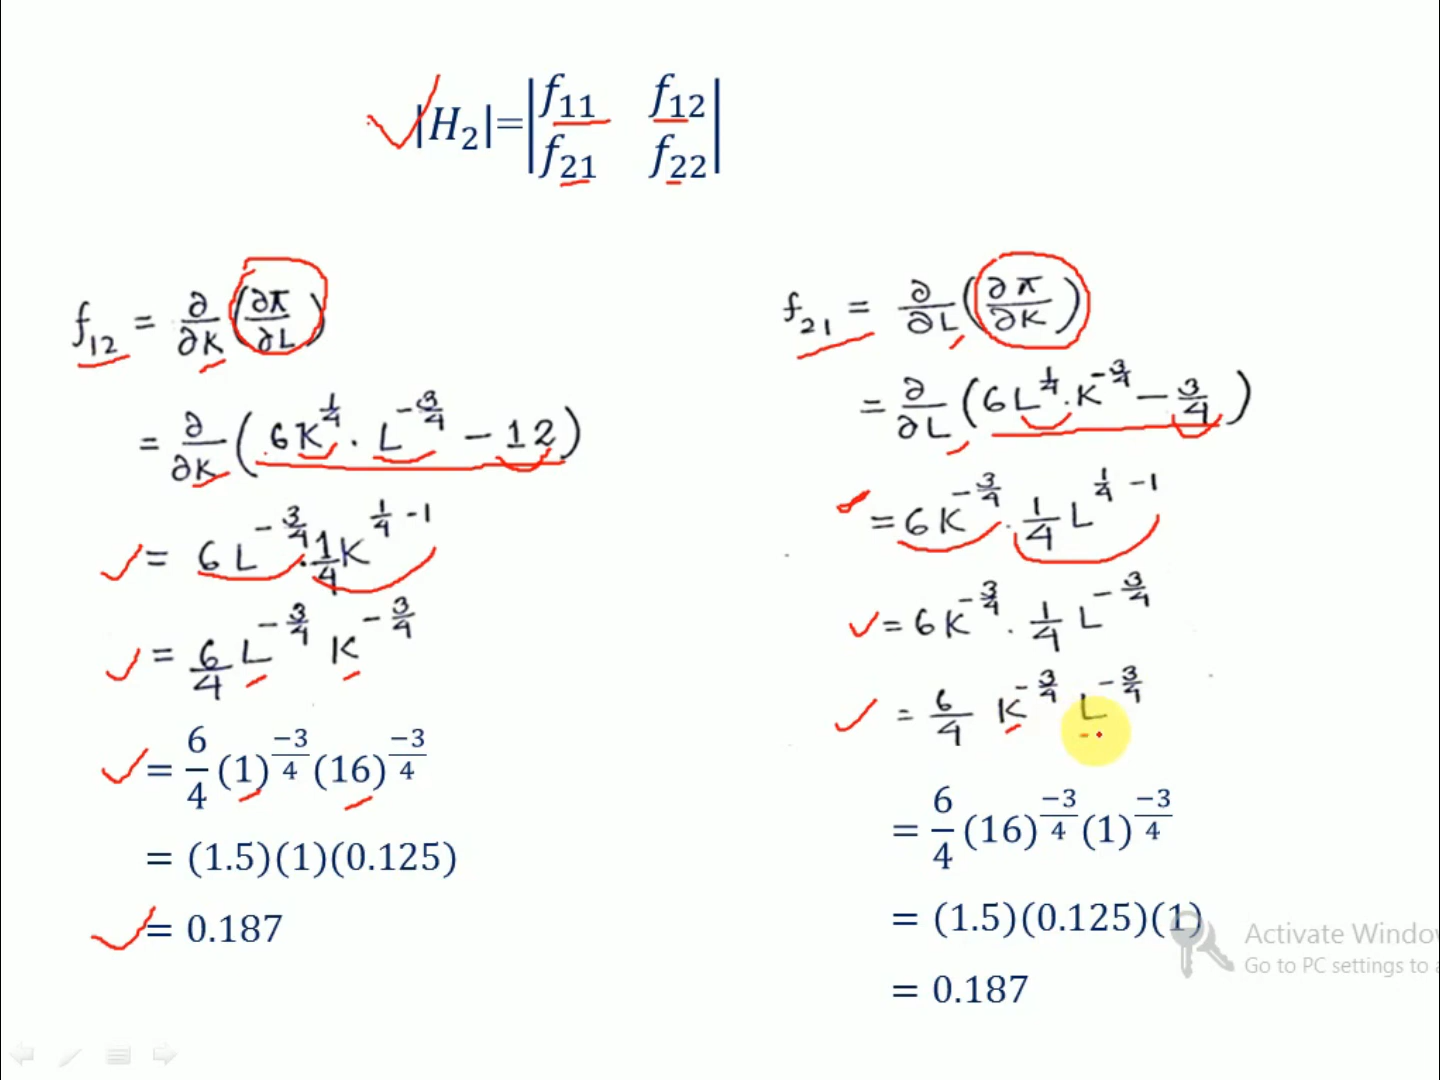 |H₂|=|f₁₁ f₁₂|
|f₂₁ f₂₂|
f₁₂ = ∂/∂K (∂π/∂L)
= ∂/∂K (6K^{1/4} · L^{-3/4} − 12)
= 6L^{-3/4} · 1/4 K^{1/4 -1}
= 6/4 L^{-3/4} K^{-3/4}
= 6/4 (1)^{-3/4} (16)^{-3/4}
= (1.5)(1)(0.125)
= 0.187
f₂₁ = ∂/∂L (∂π/∂K)
= ∂/∂L (6L^{1/4} · K^{-3/4} − 3/4)
= 6K^{-3/4} · 1/4 L^{1/4 -1}
= 6K^{-3/4} · 1/4 L^{-3/4}
= 6/4 K^{-3/4} L^{-3/4}
= 6/4 (16)^{-3/4} (1)^{-3/4}
= (1.5)(0.125)(1)
= 0.187
Activate Windo
Go to PC settings to a